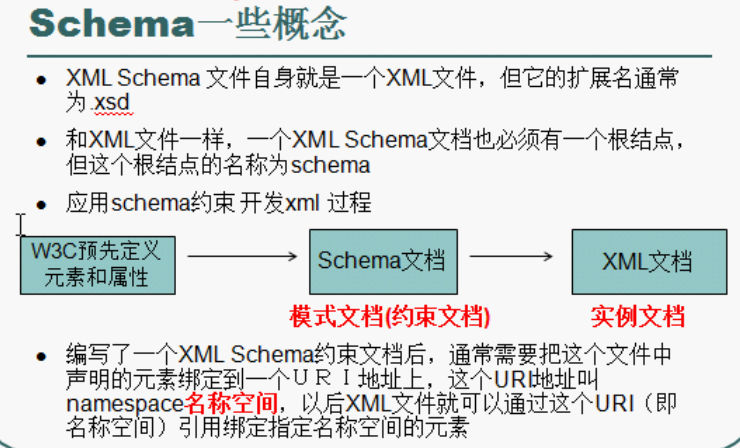 Schema一些概念
XML Schema 文件自身就是一个XML文件，但它的扩展名通常
为.xsd
和XML文件一样，一个XML Schema文档也必须有一个根结点，
但这个根结点的名称为schema
应用schema约束 开发xml 过程
W3C预先定义
元素和属性
Schema文档
XML文档
模式文档(约束文档)
实例文档
编写了一个XML Schema约束文档后，通常需要把这个文件中
声明的元素绑定到一个ＵＲＩ地址上，这个URI地址叫
namespace名称空间，以后XML文件就可以通过这个URI（即
名称空间）引用绑定指定名称空间的元素